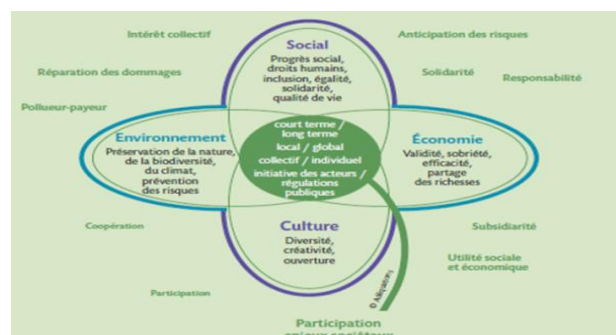 Intérêt collectif
Anticipation des risques
Social
Progrès social,
droits humains,
inclusion, égalité,
solidarité,
qualité de vie
Réparation des dommages
Solidarité
Responsabilité
Pollueur-payeur
Environnement
Préservation de la nature,
de la biodiversité,
du climat,
prévention
des risques
court terme /
long terme
local / global
collectif / individuel
initiative des acteurs /
régulations
publiques
Économie
Validité, sobriété,
efficacité,
partage
des richesses
Culture
Diversité,
créativité,
ouverture
Coopération
Subsidiarité
Utilité sociale
et économique
Participation
© Adéquations
Participation
enjeux sociétaux